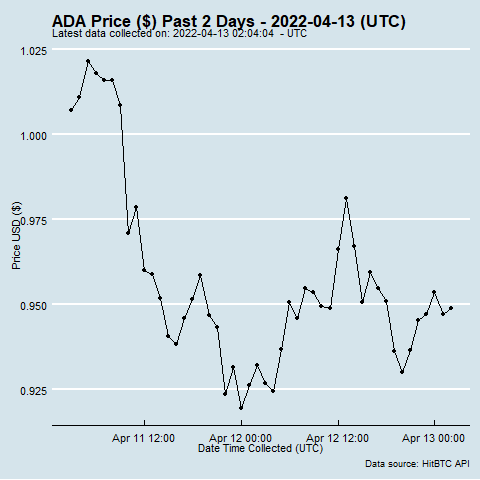 ADA Price ($) Past 2 Days - 2022-04-13 (UTC)
Latest data collected on: 2022-04-13 02:04:04  - UTC
1.025
1.000
0.975
0.950
0.925
Price USD ($)
Apr 11 12:00 Apr 12 00:00 Apr 12 12:00 Apr 13 00:00
Date Time Collected (UTC)
Data source: HitBTC API